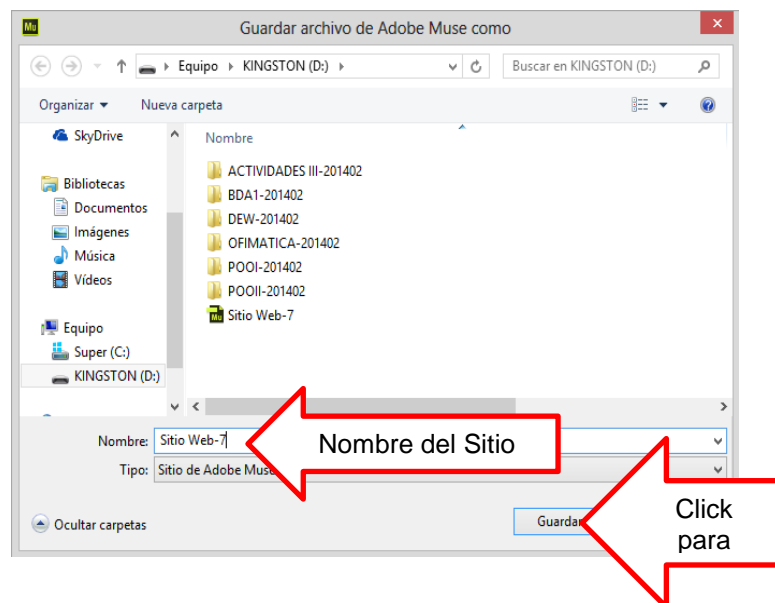 Mu
Guardar archivo de Adobe Muse como
Equipo KINGSTON (D:)
Buscar en KINGSTON (D:)
Organizar
Nueva carpeta
SkyDrive
Bibliotecas
Documentos
Imágenes
Música
Vídeos
Equipo
Super (C:)
KINGSTON (D:)
Nombre
ACTIVIDADES III-201402
BDA1-201402
DEW-201402
OFIMATICA-201402
POOI-201402
POOII-201402
Sitio Web-7
Nombre: Sitio Web-7
Nombre del Sitio
Tipo: Sitio de Adobe Muse
Ocultar carpetas
Guardar
Click
para